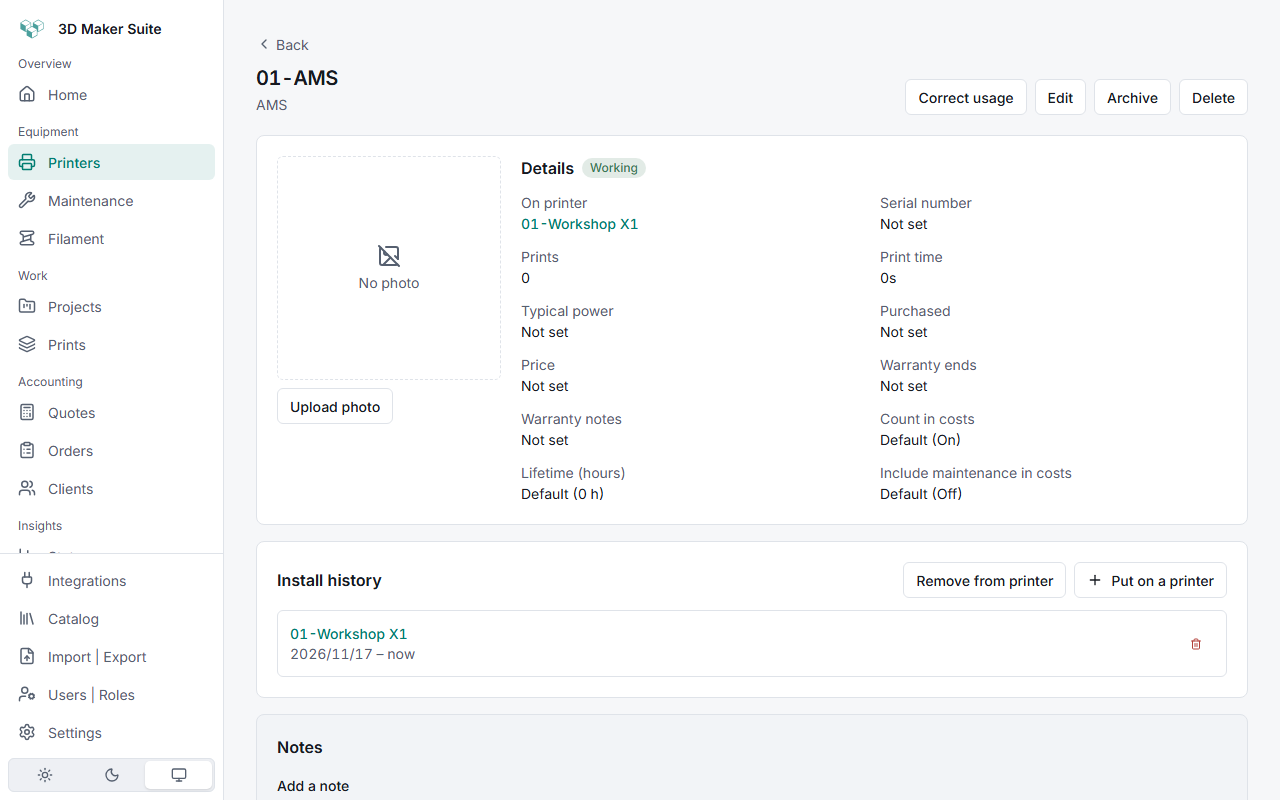 3D Maker Suite
Overview
Home
Equipment
Printers
Maintenance
Filament
Work
Projects
Prints
Accounting
Quotes
Orders
Clients
Insights
Integrations
Catalog
Import | Export
Users | Roles
Settings
Back
01-AMS
AMS
Correct usage
Edit
Archive
Delete
No photo
Upload photo
Details
Working
On printer
01-Workshop X1
Serial number
Not set
Prints
0
Print time
0s
Typical power
Not set
Purchased
Not set
Price
Not set
Warranty ends
Not set
Warranty notes
Not set
Count in costs
Default (On)
Lifetime (hours)
Default (0 h)
Include maintenance in costs
Default (Off)
Install history
Remove from printer
Put on a printer
01-Workshop X1
2026/11/17 – now
Notes
Add a note